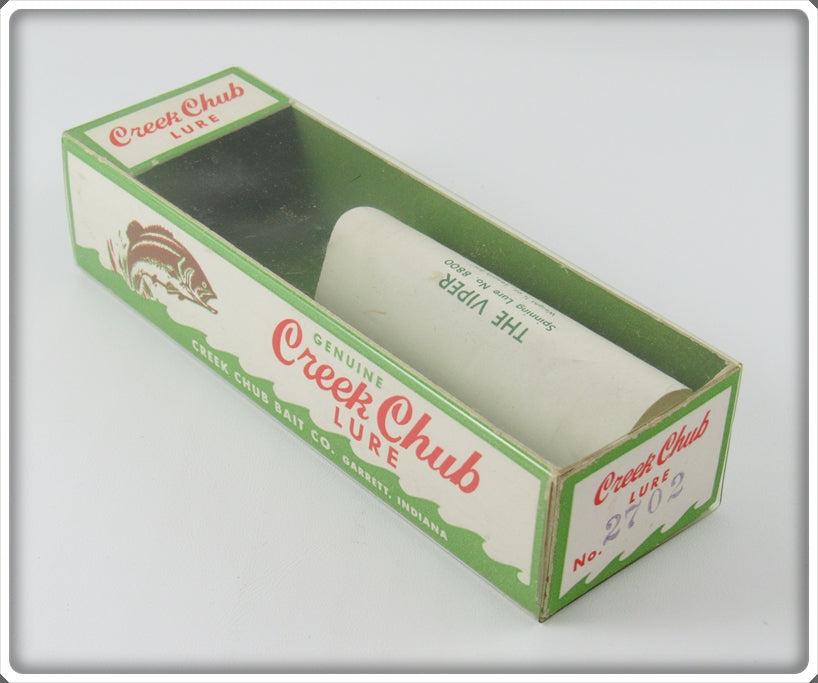 Creek Chub
LURE
THE VIPER
Spinning Lure No. 8800
GENUINE
Creek Chub
LURE
CREEK CHUB BAIT CO. GARRETT, INDIANA
Creek Chub
LURE
No. 2702